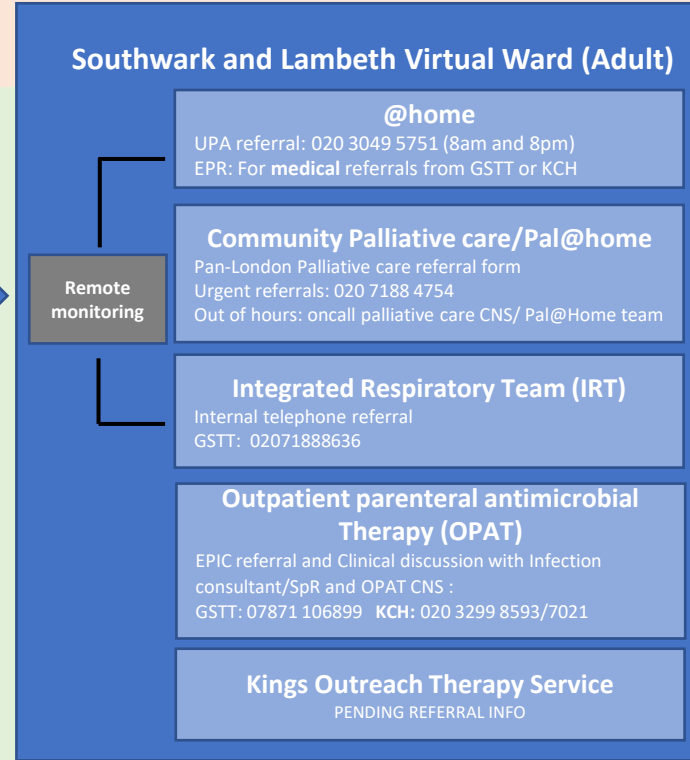 Southwark and Lambeth Virtual Ward (Adult)
@home
UPA referral: 020 3049 5751 (8am and 8pm)
EPR: For medical referrals from GSTT or KCH
Community Palliative care/Pal@home
Pan-London Palliative care referral form
Urgent referrals: 020 7188 4754
Out of hours: oncall palliative care CNS/ Pal@Home team
Remote
monitoring
Integrated Respiratory Team (IRT)
Internal telephone referral
GSTT: 02071888636
Outpatient parenteral antimicrobial
Therapy (OPAT)
EPIC referral and Clinical discussion with Infection
consultant/SpR and OPAT CNS :
GSTT: 07871 106899 KCH: 020 3299 8593/7021
Kings Outreach Therapy Service
PENDING REFERRAL INFO